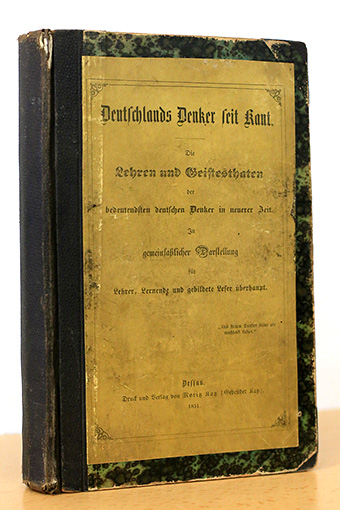 Deutschlands Denker seit Kant.
Die
Lehren und Geistesthaten
der
bedeutendsten deutschen Denker in neuerer Zeit.
In
gemeinfaßlicher Darstellung
für
Lehrer, Lernende und gebildete Leser überhaupt.
Dessau.
Druck und Verlag von Moritz Katz (Gebrüder Katz).
1851.